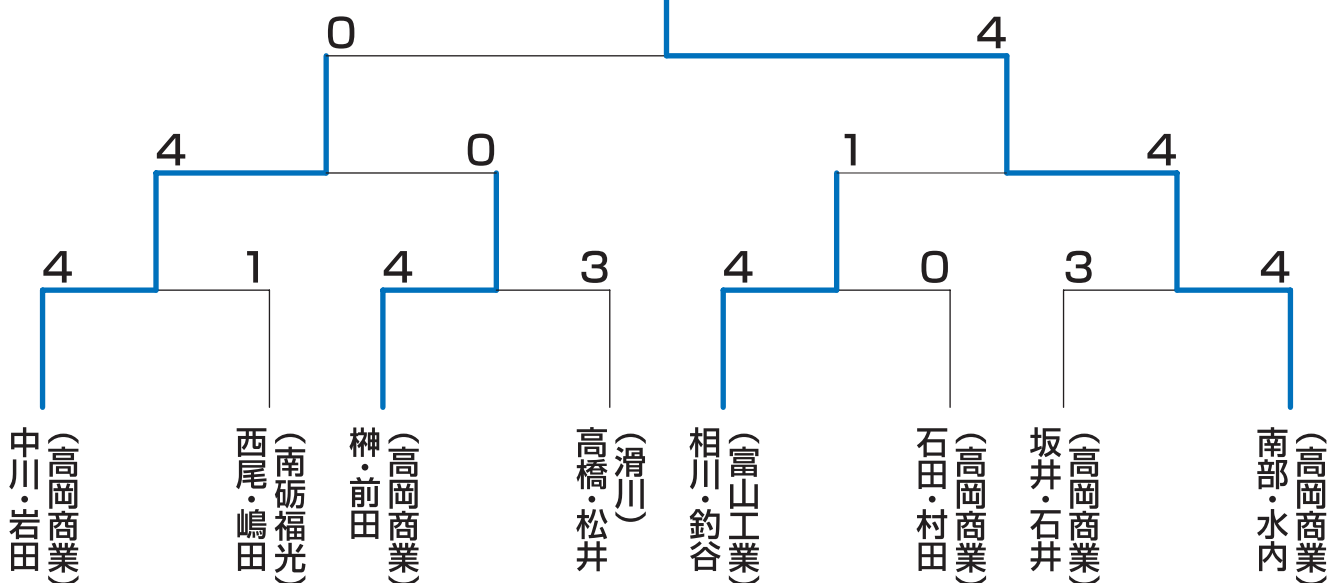 0 4
4 0 1 4
4 1 4 3 4 0 3 4
中川・岩田
(高岡商業)
西尾・嶋田
(南砺福光)
榊・前田
(高岡商業)
高橋・松井
(滑川)
相川・釣谷
(富山工業)
石田・村田
(高岡商業)
坂井・石井
(高岡商業)
南部・水内
(高岡商業)